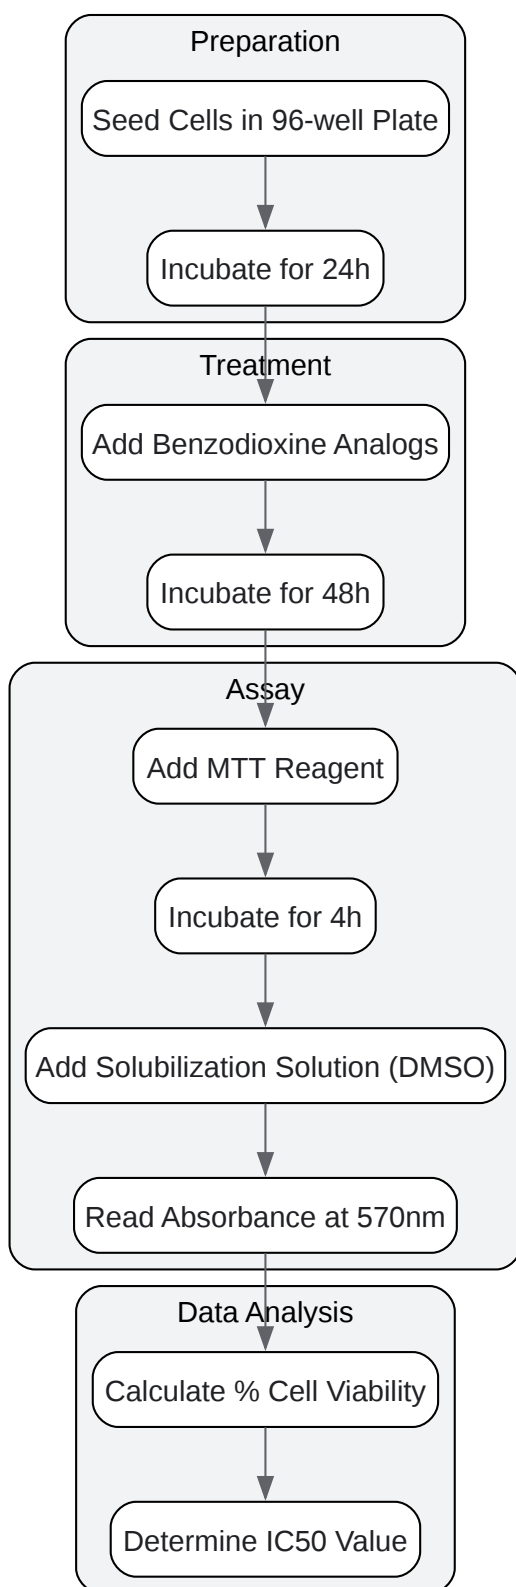 Preparation
Seed Cells in 96-well Plate
Incubate for 24h
Treatment
Add Benzodioxine Analogs
Incubate for 48h
Assay
Add MTT Reagent
Incubate for 4h
Add Solubilization Solution (DMSO)
Read Absorbance at 570nm
Data Analysis
Calculate % Cell Viability
Determine IC50 Value